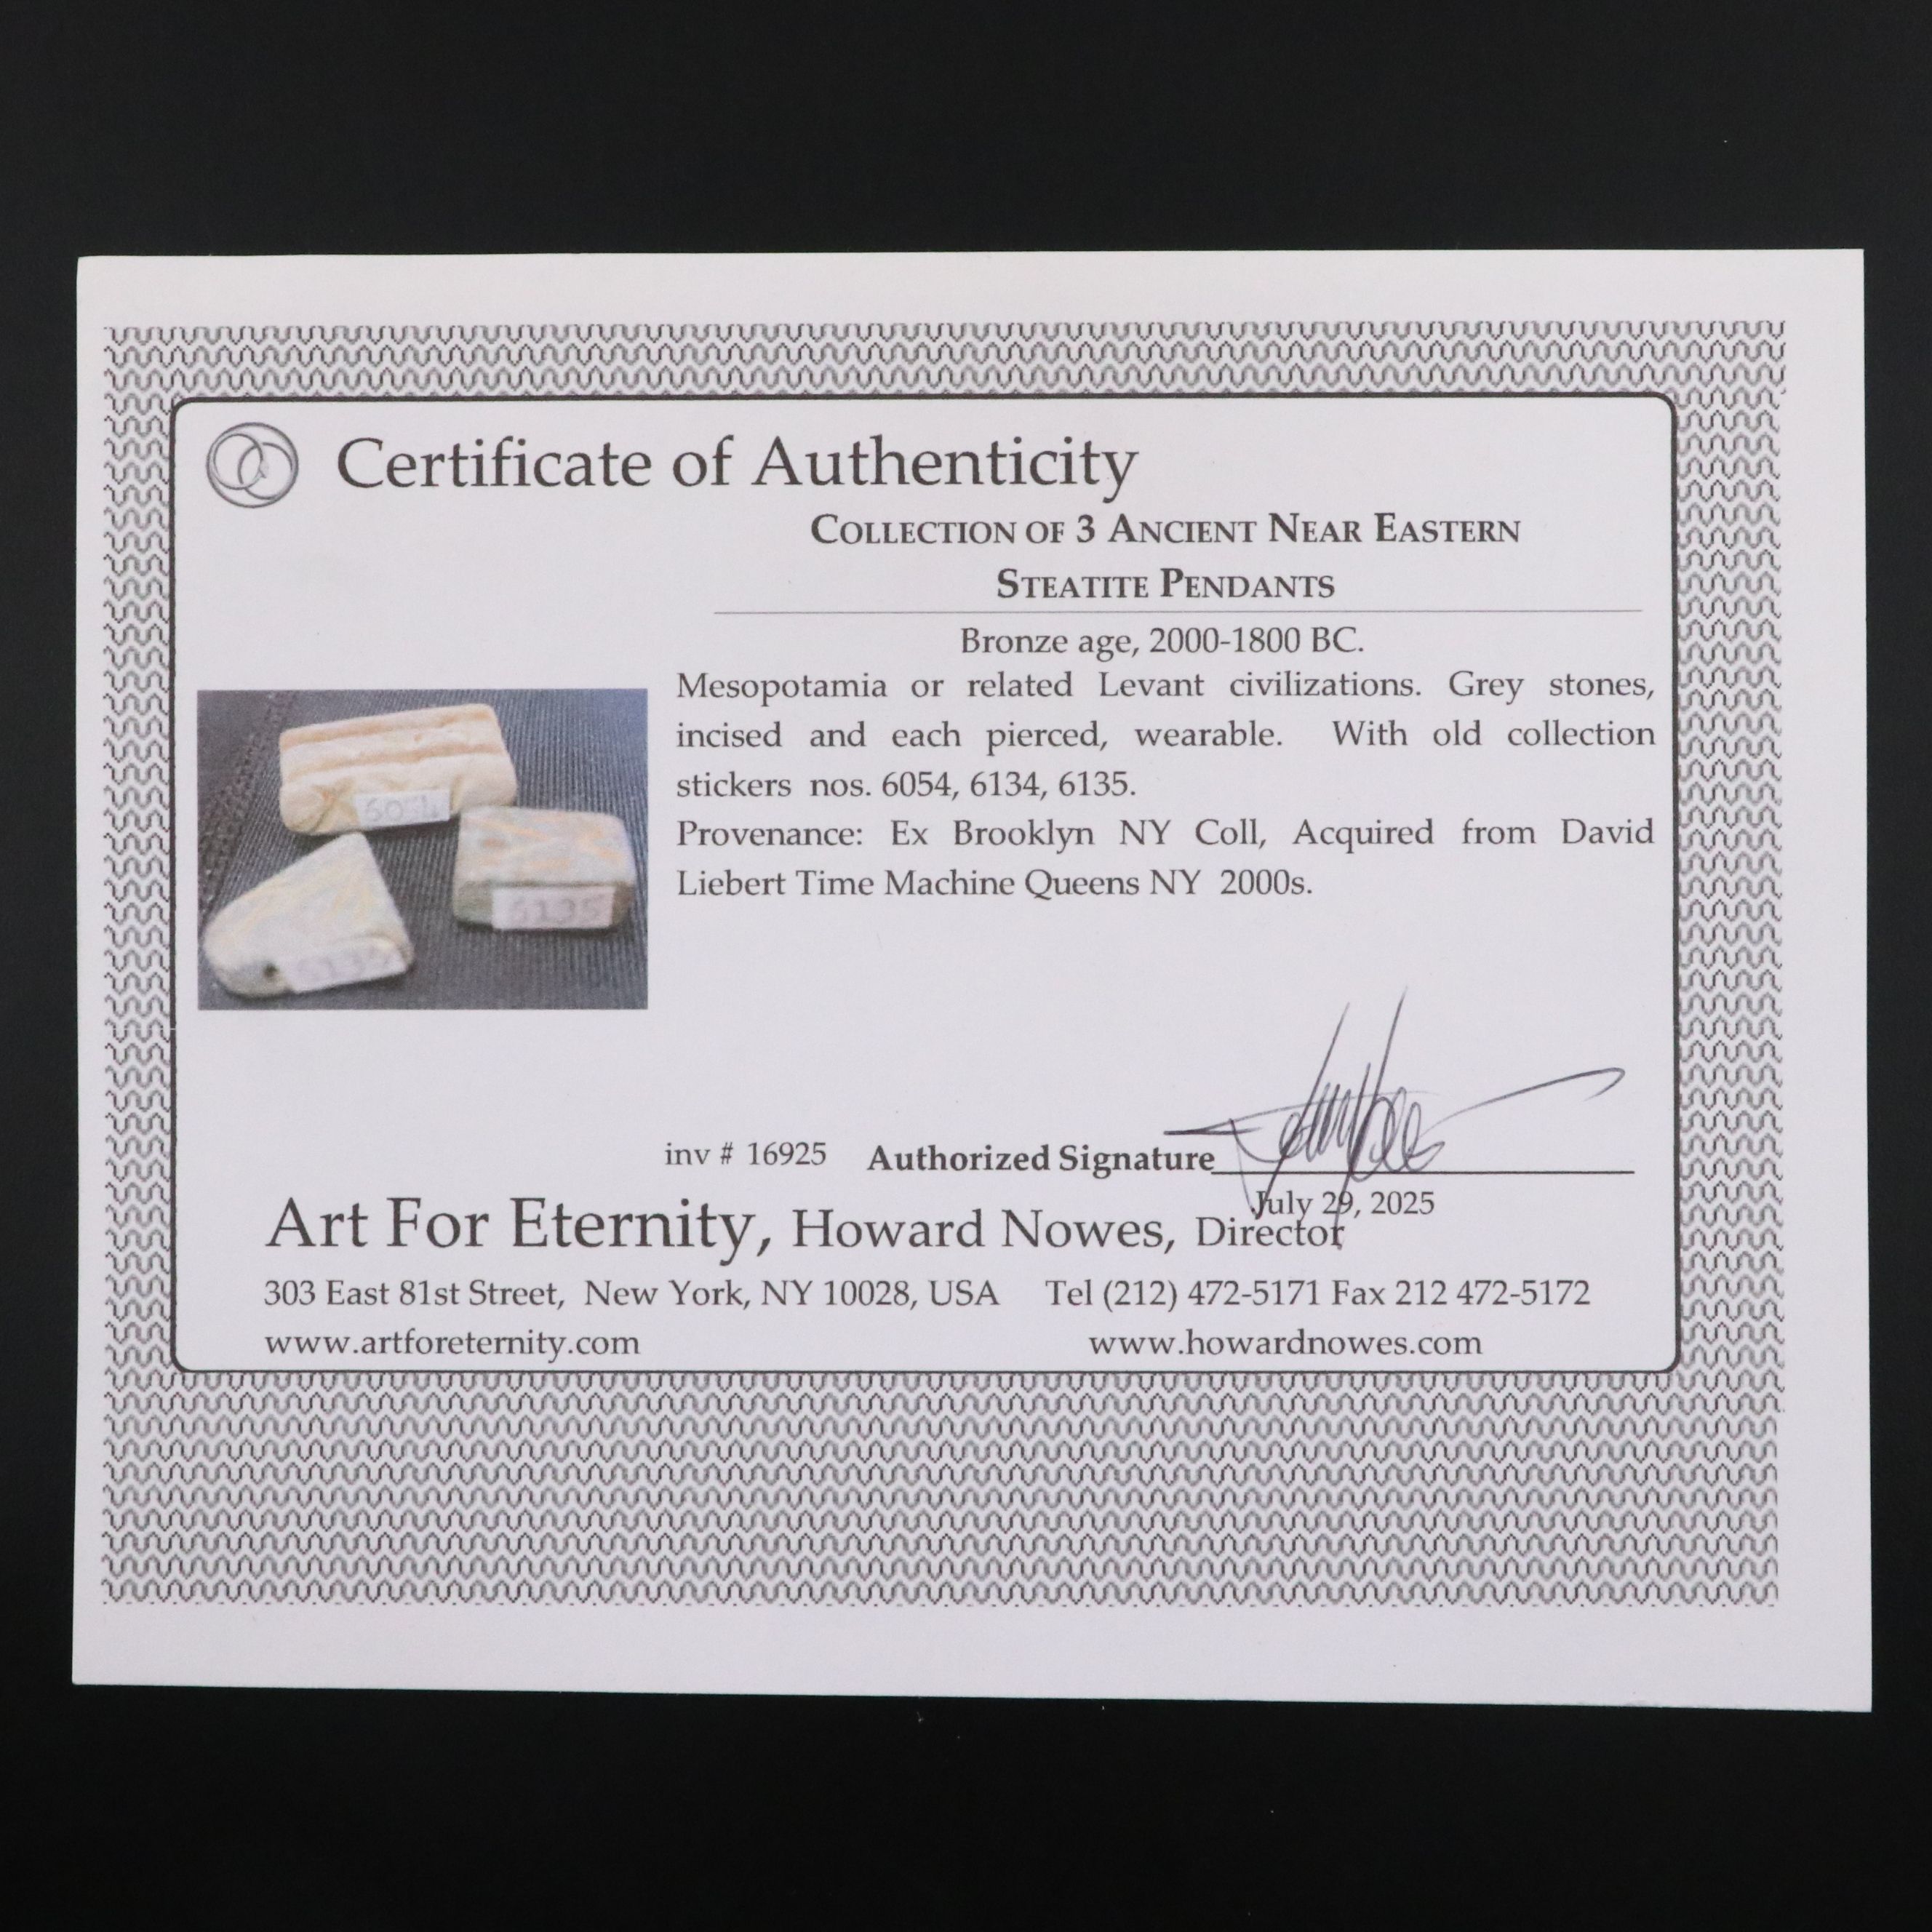 Certificate of Authenticity
COLLECTION OF 3 ANCIENT NEAR EASTERN
STEATITE PENDANTS
Bronze age, 2000-1800 BC.
Mesopotamia or related Levant civilizations. Grey stones,
incised and each pierced, wearable. With old collection
stickers nos. 6054, 6134, 6135.
Provenance: Ex Brooklyn NY Coll, Acquired from David
Liebert Time Machine Queens NY 2000s.
6135
inv # 16925 Authorized Signature
July 29, 2025
Art For Eternity, Howard Nowes, Director
303 East 81st Street, New York, NY 10028, USA Tel (212) 472-5171 Fax 212 472-5172
www.artforeternity.com www.howardnowes.com